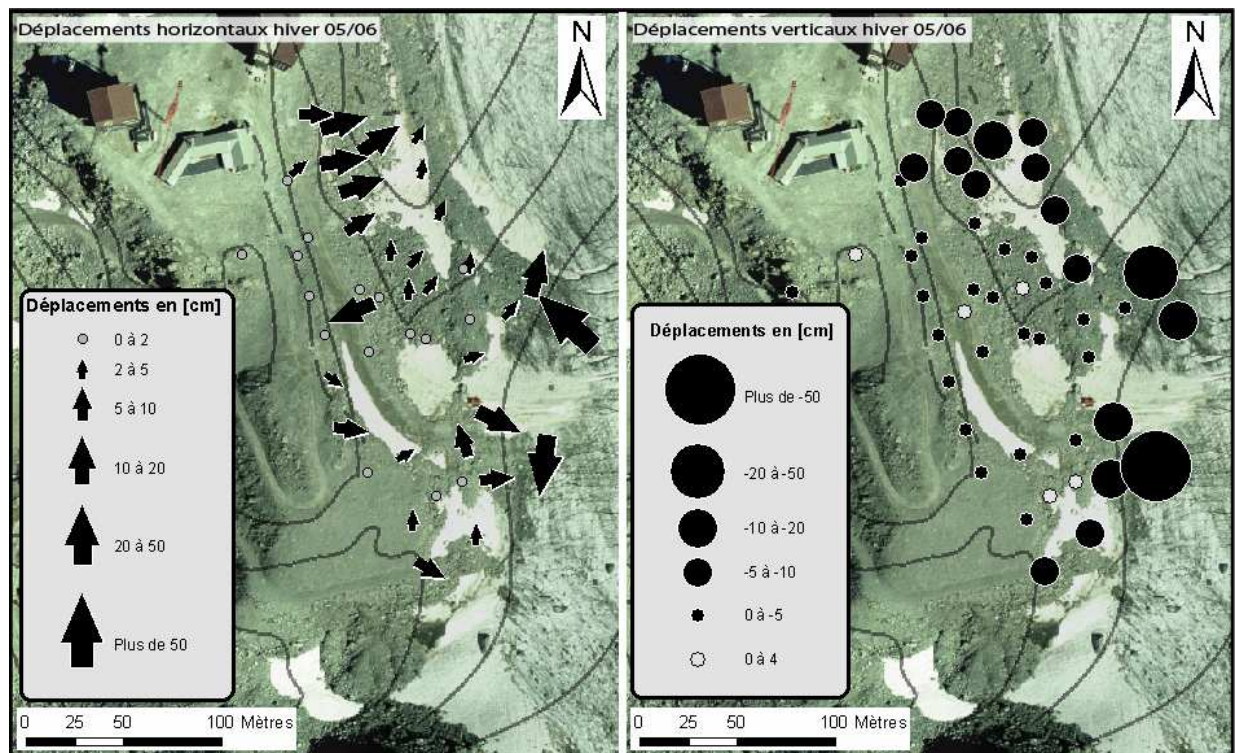 Déplacements horizontaux hiver 05/06
N
Déplacements en [cm]
0 à 2
2 à 5
5 à 10
10 à 20
20 à 50
Plus de 50
0 25 50 100 Mètres
Déplacements verticaux hiver 05/06
N
Déplacements en [cm]
Plus de -50
-20 à -50
-10 à -20
-5 à -10
0 à -5
0 à 4
0 25 50 100 Mètres